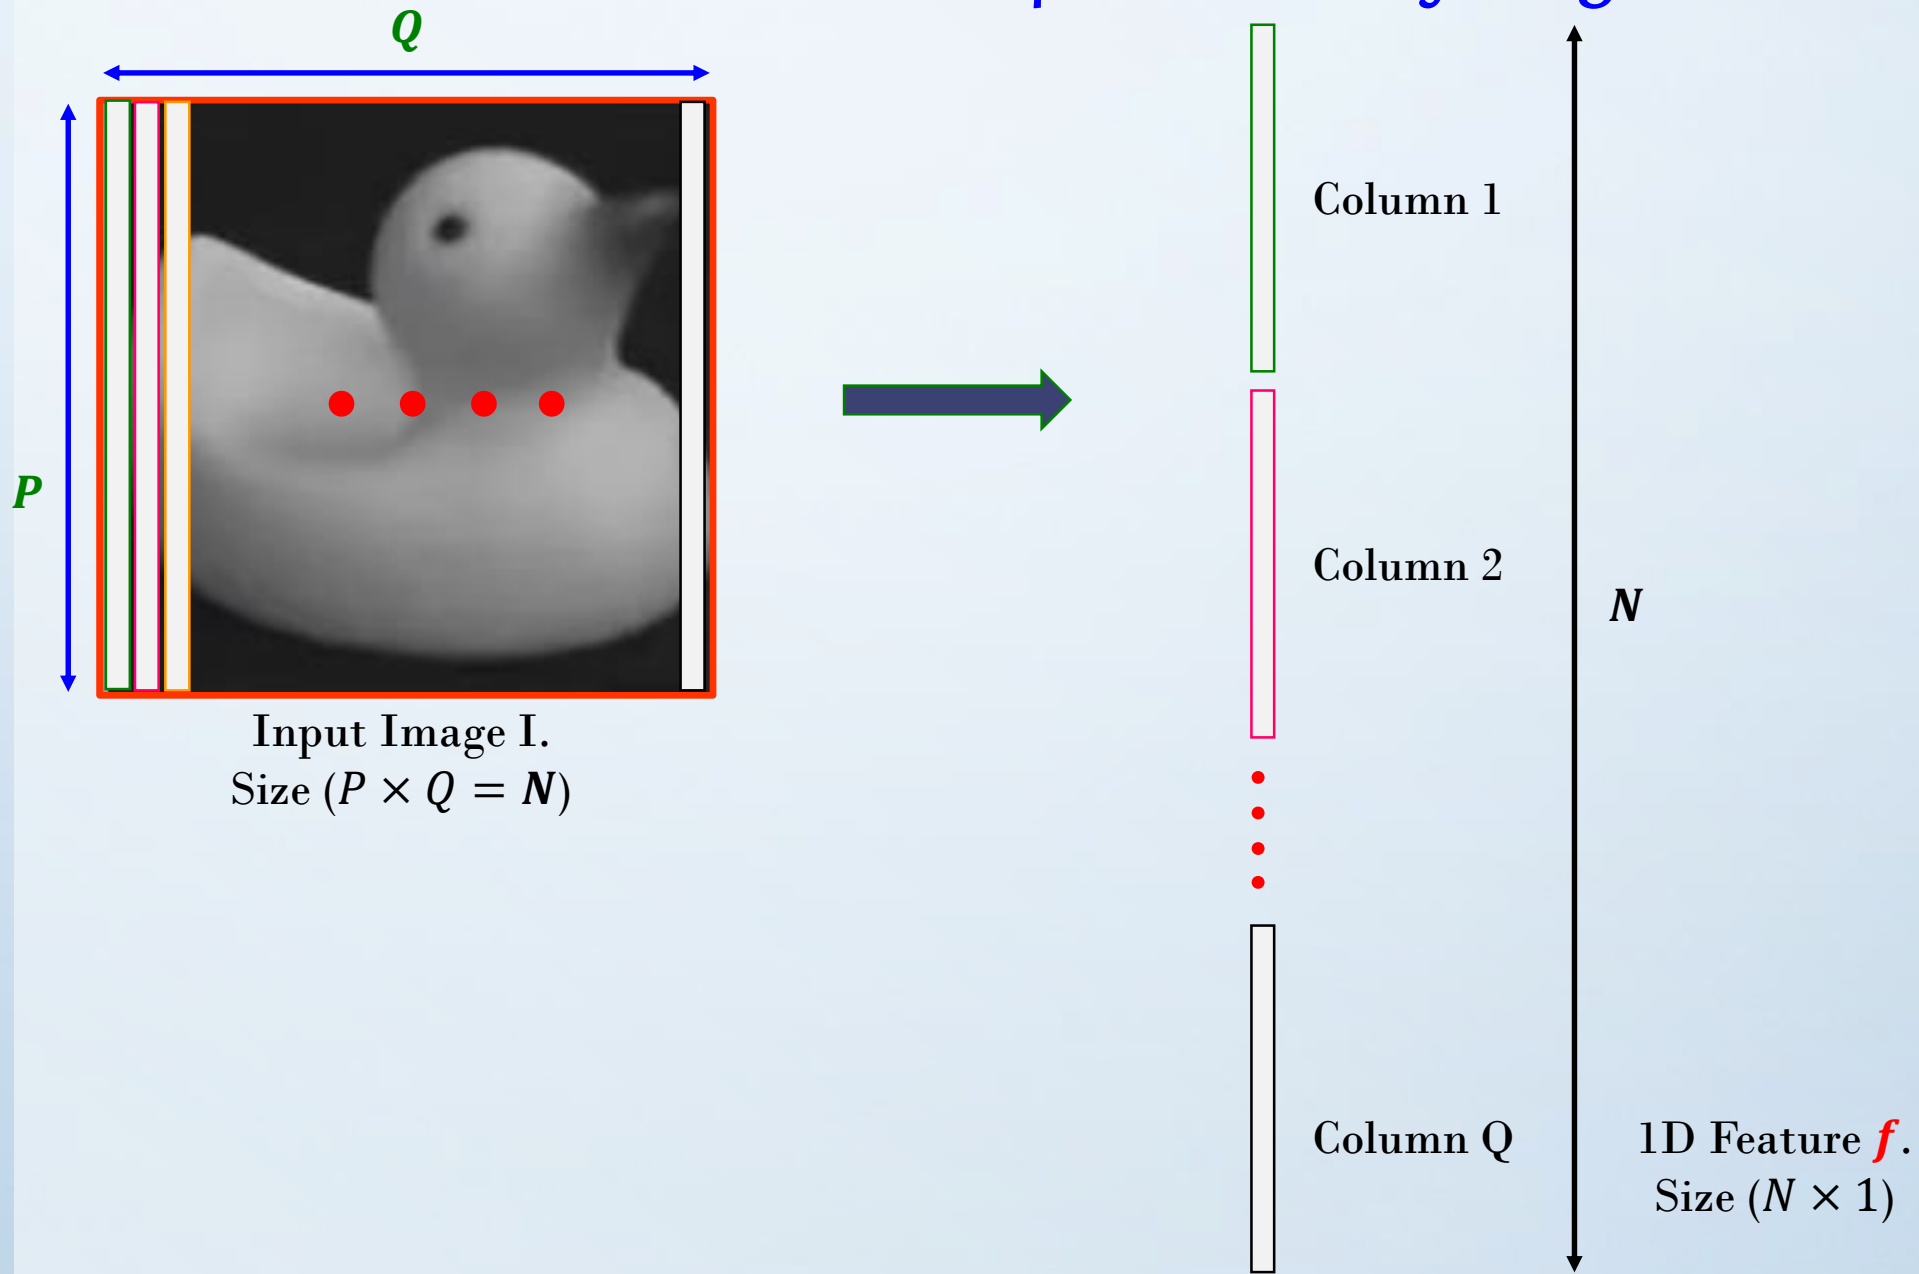 Q
P
Input Image I.
Size (P × Q = N)
Column 1
Column 2
N
Column Q
1D Feature f.
Size (N × 1)